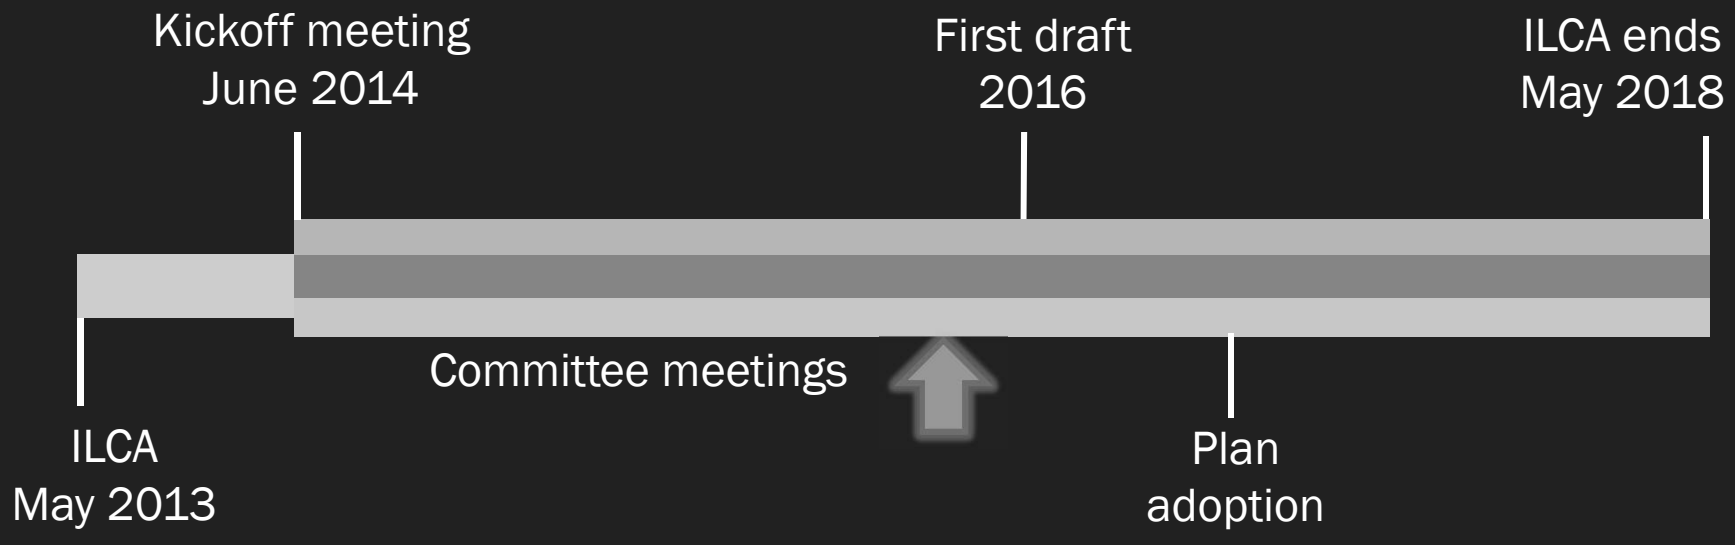 Kickoff meeting
June 2014
First draft
2016
ILCA ends
May 2018
Committee meetings
ILCA
May 2013
Plan
adoption